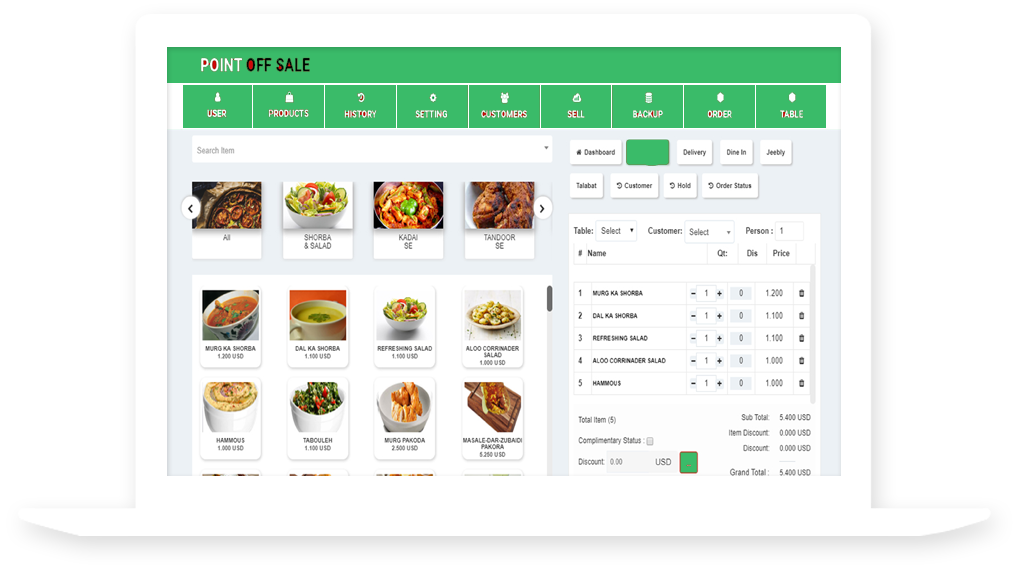 POINT OFF SALE
USER PRODUCTS HISTORY SETTING CUSTOMERS SELL BACKUP ORDER TABLE
Search Item
All
SHORBA
& SALAD
KADAI
SE
TANDOOR
SE
MURG KA SHORBA
1.200 USD
DAL KA SHORBA
1.100 USD
REFRESHING SALAD
1.100 USD
ALOO CORRINADER
SALAD
1.000 USD
HAMMOUS
1.000 USD
TABOULEH
1.100 USD
MURG PAKODA
2.500 USD
MASALE-DAR-ZUBAIDI
PAKORA
5.250 USD
Dashboard Delivery Dine In Jeebly
Talabat Customer Hold Order Status
Table: Select Customer: Select Person : 1
# Name Qt: Dis Price
1 MURG KA SHORBA - 1 + 0 1.200
2 DAL KA SHORBA - 1 + 0 1.100
3 REFRESHING SALAD - 1 + 0 1.100
4 ALOO CORRINADER SALAD - 1 + 0 1.000
5 HAMMOUS - 1 + 0 1.000
Total Item (5)
Complimentary Status :
Discount: 0.00 USD
Sub Total: 5.400 USD
Item Discount: 0.000 USD
Discount: 0.000 USD
Grand Total : 5.400 USD